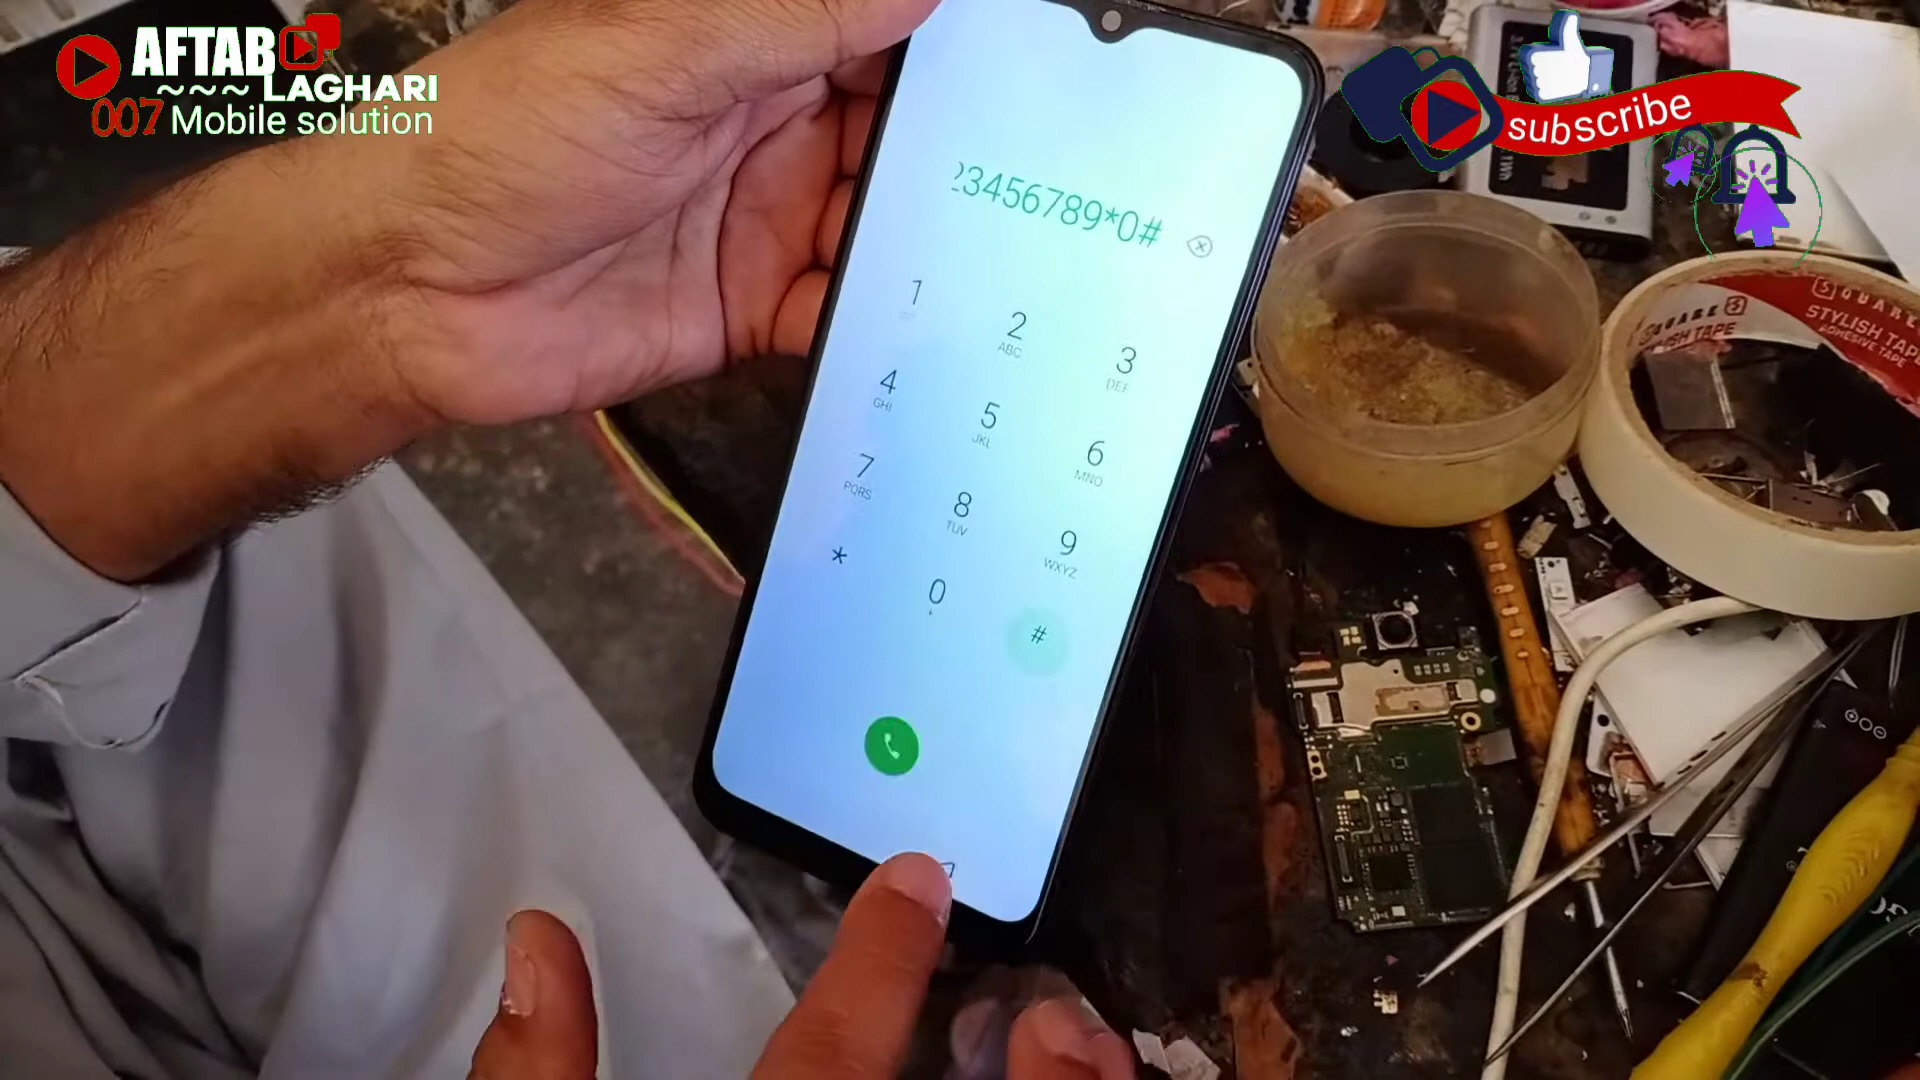 AFTAB
~~~ LAGHARI
007 Mobile solution
subscribe
23456789*0#
1
2
ABC
3
DEF
4
GHI
5
JKL
6
MNO
7
PQRS
8
TUV
9
WXYZ
*
0
#
SQUARE
STYLISH TAPE
ADHESIVE TAPE